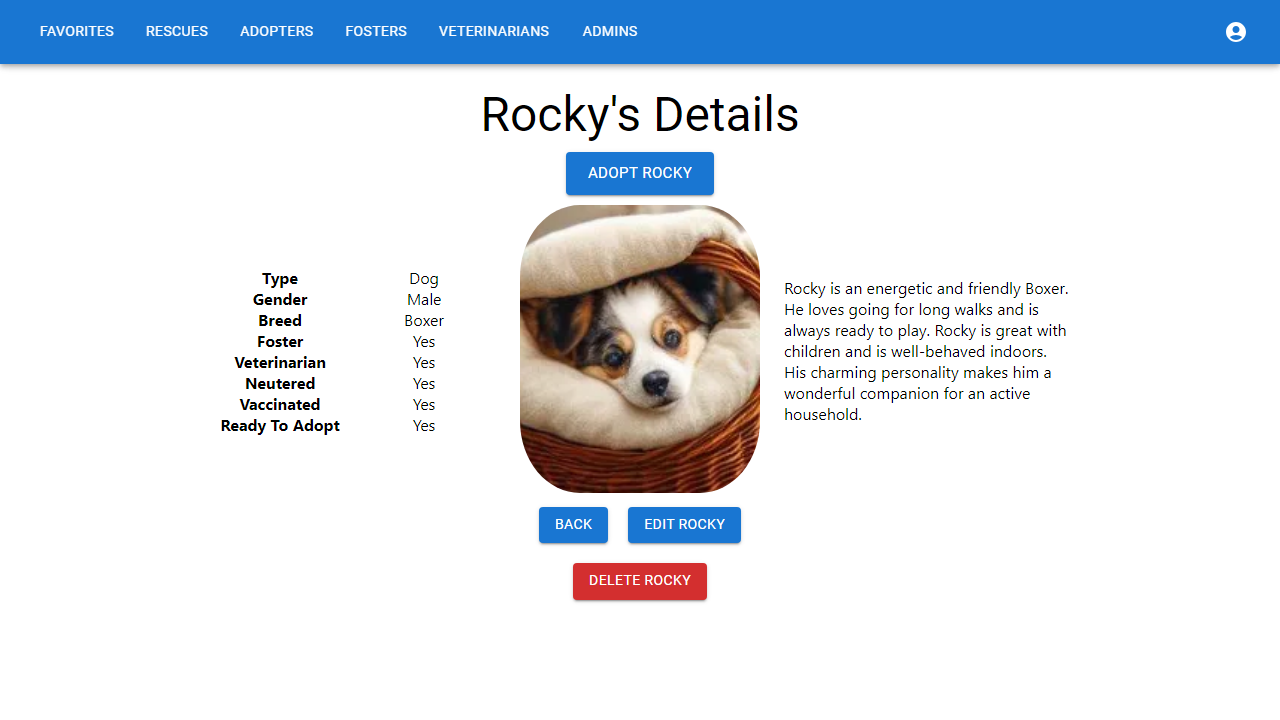 FAVORITES RESCUES ADOPTERS FOSTERS VETERINARIANS ADMINS
Rocky's Details
ADOPT ROCKY
Type Dog
Gender Male
Breed Boxer
Foster Yes
Veterinarian Yes
Neutered Yes
Vaccinated Yes
Ready To Adopt Yes
Rocky is an energetic and friendly Boxer.
He loves going for long walks and is
always ready to play. Rocky is great with
children and is well-behaved indoors.
His charming personality makes him a
wonderful companion for an active
household.
BACK EDIT ROCKY
DELETE ROCKY